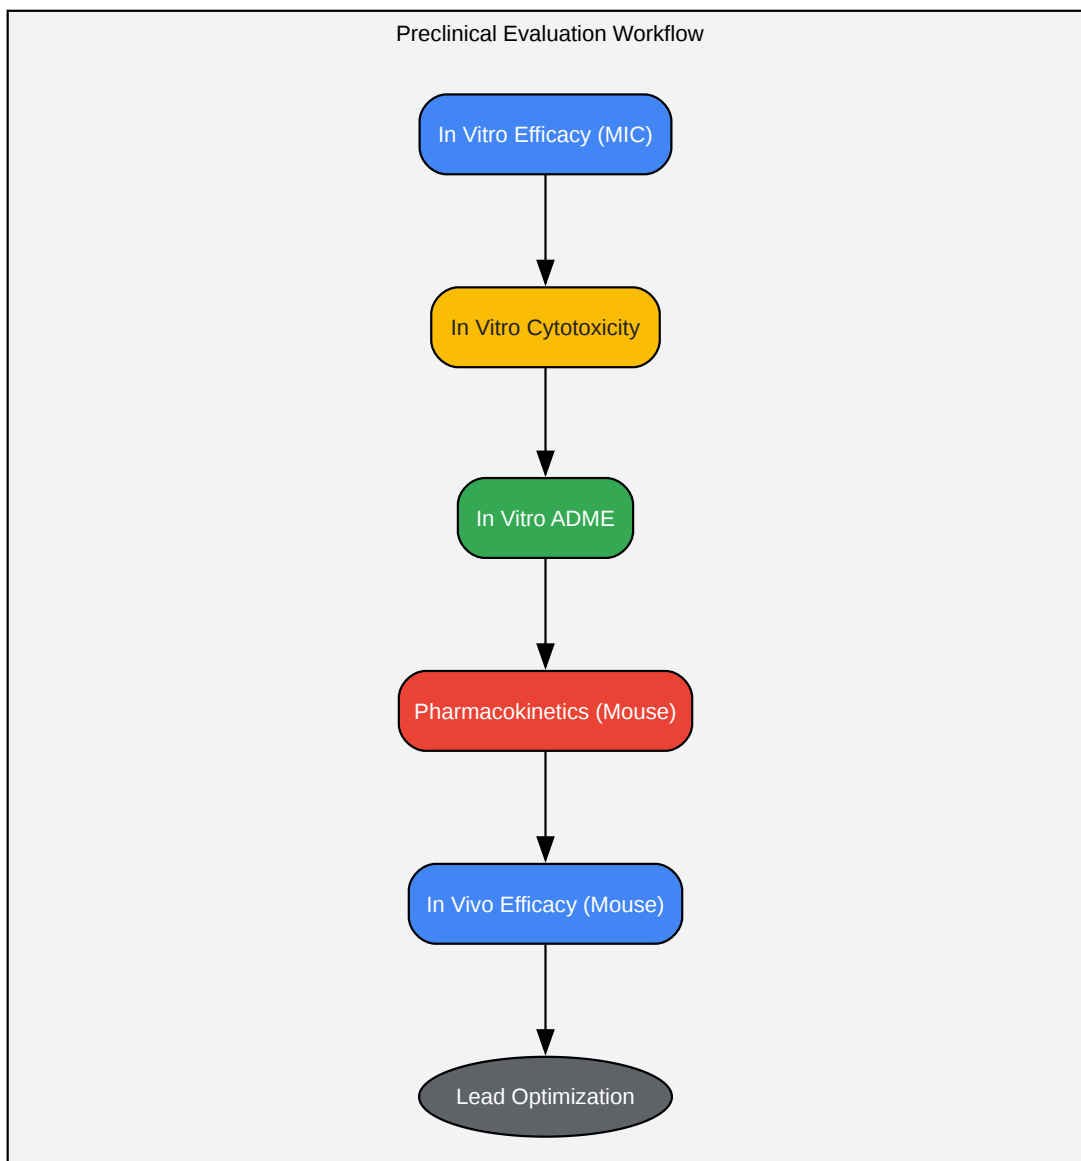 Preclinical Evaluation Workflow
In Vitro Efficacy (MIC)
In Vitro Cytotoxicity
In Vitro ADME
Pharmacokinetics (Mouse)
In Vivo Efficacy (Mouse)
Lead Optimization